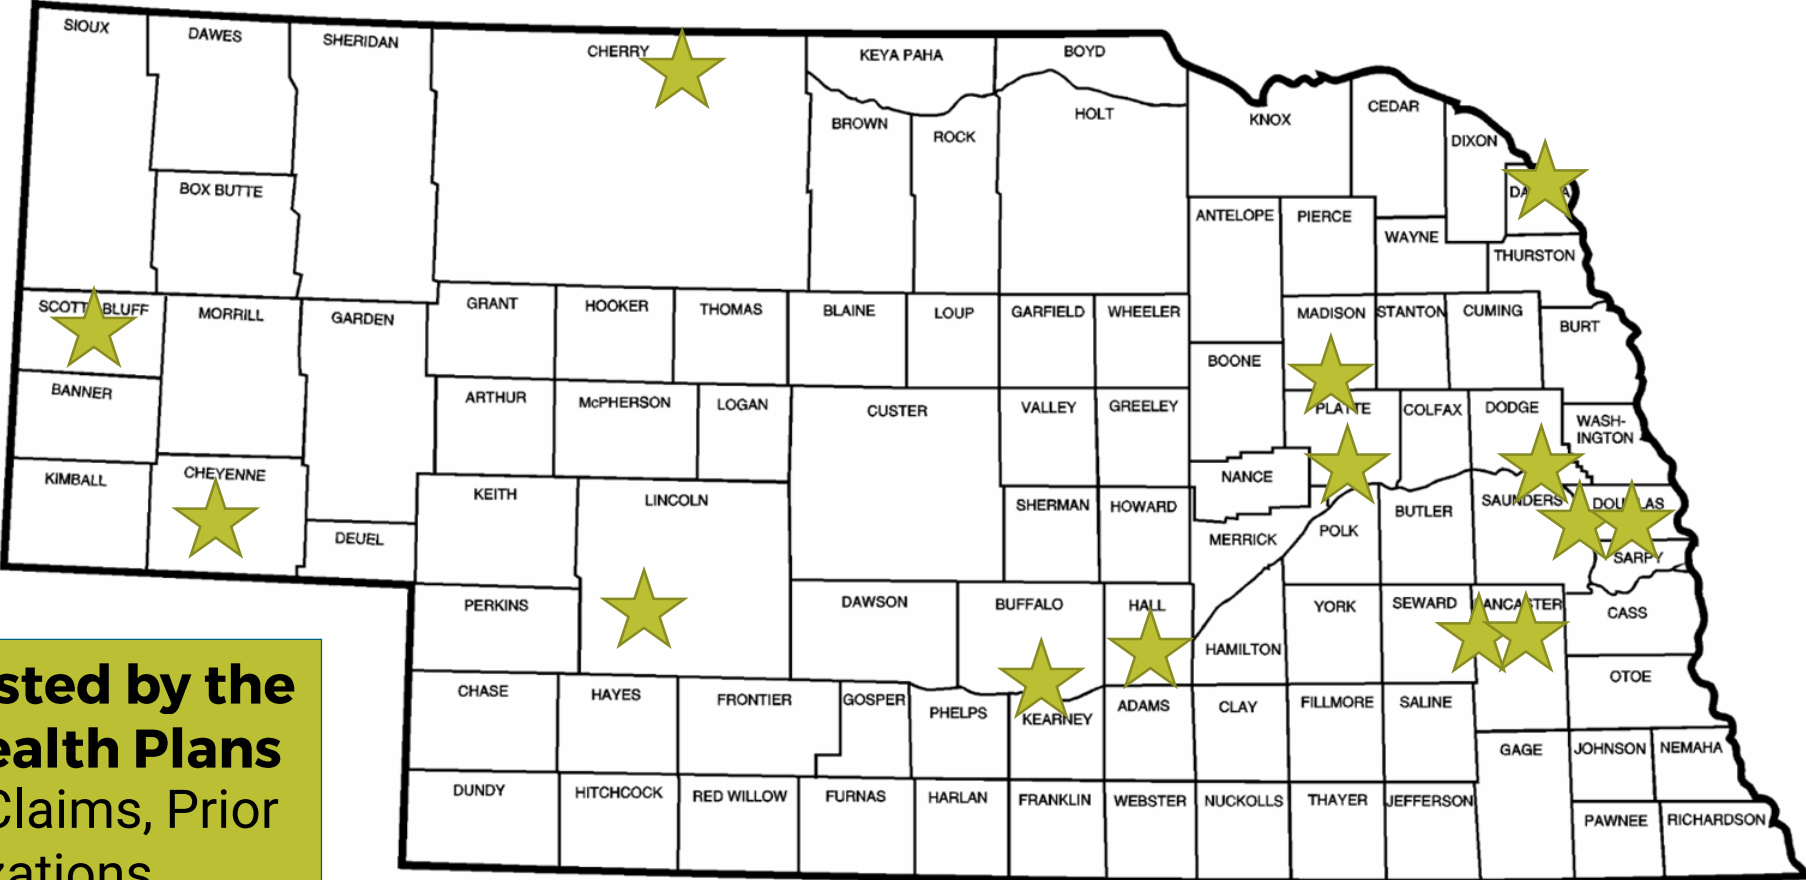 SIOUX
DAWES
SHERIDAN
CHERRY
KEYA PAHA
BOYD
BROWN
ROCK
HOLT
KNOX
CEDAR
DIXON
BOX BUTTE
ANTELOPE
PIERCE
WAYNE
THURSTON
SCOTT BLUFF
MORRILL
GARDEN
GRANT
HOOKER
THOMAS
BLAINE
LOUP
GARFIELD
WHEELER
MADISON
STANTON
CUMING
BURT
BOONE
BANNER
ARTHUR
McPHERSON
LOGAN
CUSTER
VALLEY
GREELEY
PLATTE
COLFAX
DODGE
WASH-
INGTON
KIMBALL
CHEYENNE
KEITH
LINCOLN
NANCE
SHERMAN
HOWARD
SAUNDERS
DOUGLAS
BUTLER
DEUEL
MERRICK
POLK
SARPY
PERKINS
DAWSON
BUFFALO
HALL
YORK
SEWARD
LANCASTER
CASS
HAMILTON
OTOE
CHASE
HAYES
FRONTIER
GOSPER
PHELPS
KEARNEY
ADAMS
CLAY
FILLMORE
SALINE
GAGE
JOHNSON
NEMAHA
DUNDY
HITCHCOCK
RED WILLOW
FURNAS
HARLAN
FRANKLIN
WEBSTER
NUCKOLLS
THAYER
JEFFERSON
PAWNEE
RICHARDSON
sted by the
ealth Plans
Claims, Prior
zations